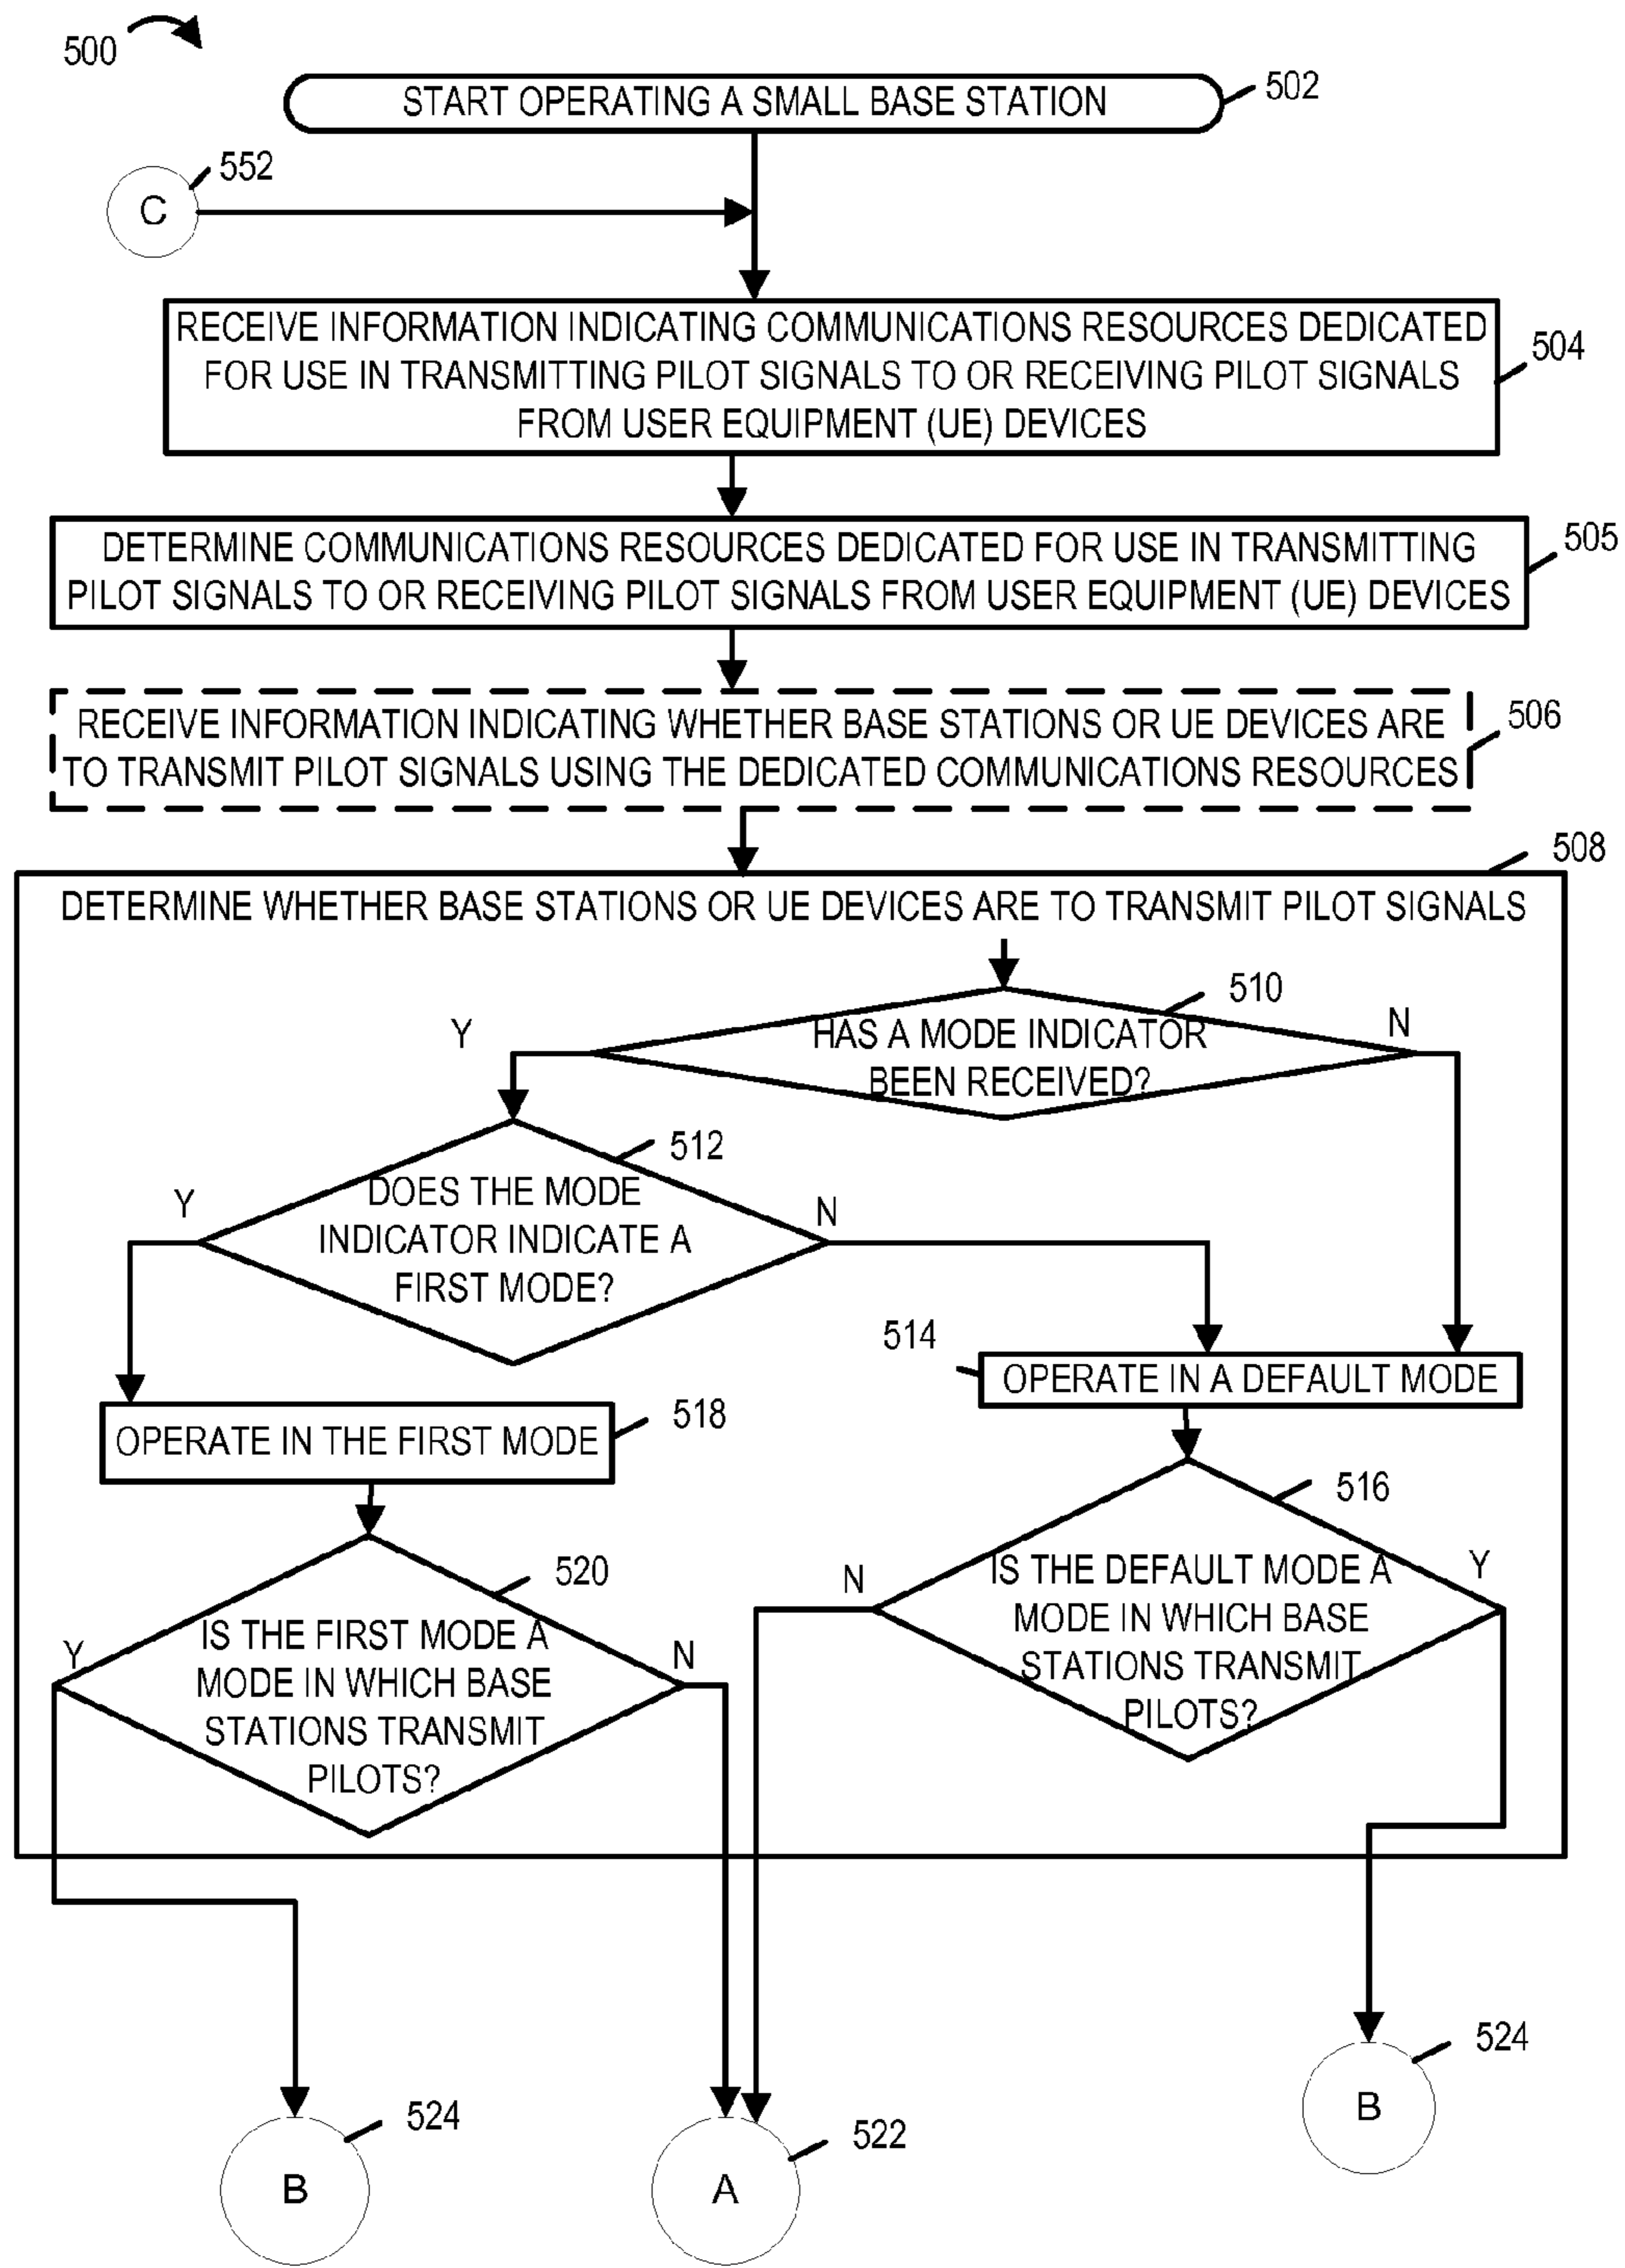 500
START OPERATING A SMALL BASE STATION
502
552
C
RECEIVE INFORMATION INDICATING COMMUNICATIONS RESOURCES DEDICATED
FOR USE IN TRANSMITTING PILOT SIGNALS TO OR RECEIVING PILOT SIGNALS
FROM USER EQUIPMENT (UE) DEVICES
504
DETERMINE COMMUNICATIONS RESOURCES DEDICATED FOR USE IN TRANSMITTING
PILOT SIGNALS TO OR RECEIVING PILOT SIGNALS FROM USER EQUIPMENT (UE) DEVICES
505
RECEIVE INFORMATION INDICATING WHETHER BASE STATIONS OR UE DEVICES ARE
TO TRANSMIT PILOT SIGNALS USING THE DEDICATED COMMUNICATIONS RESOURCES
506
508
DETERMINE WHETHER BASE STATIONS OR UE DEVICES ARE TO TRANSMIT PILOT SIGNALS
510
Y
HAS A MODE INDICATOR
BEEN RECEIVED?
N
512
Y
DOES THE MODE
INDICATOR INDICATE A
FIRST MODE?
N
514
OPERATE IN A DEFAULT MODE
OPERATE IN THE FIRST MODE
518
516
N
IS THE DEFAULT MODE A
MODE IN WHICH BASE
STATIONS TRANSMIT
PILOTS?
Y
520
Y
IS THE FIRST MODE A
MODE IN WHICH BASE
STATIONS TRANSMIT
PILOTS?
N
524
B
522
A
524
B